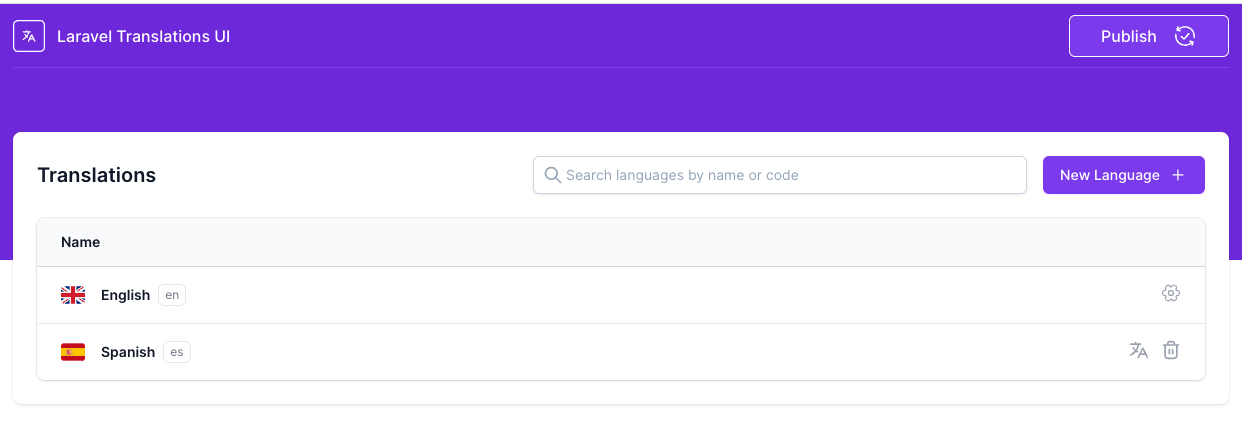 Laravel Translations UI
Publish
Translations
Search languages by name or code
New Language +
Name
English en
Spanish es